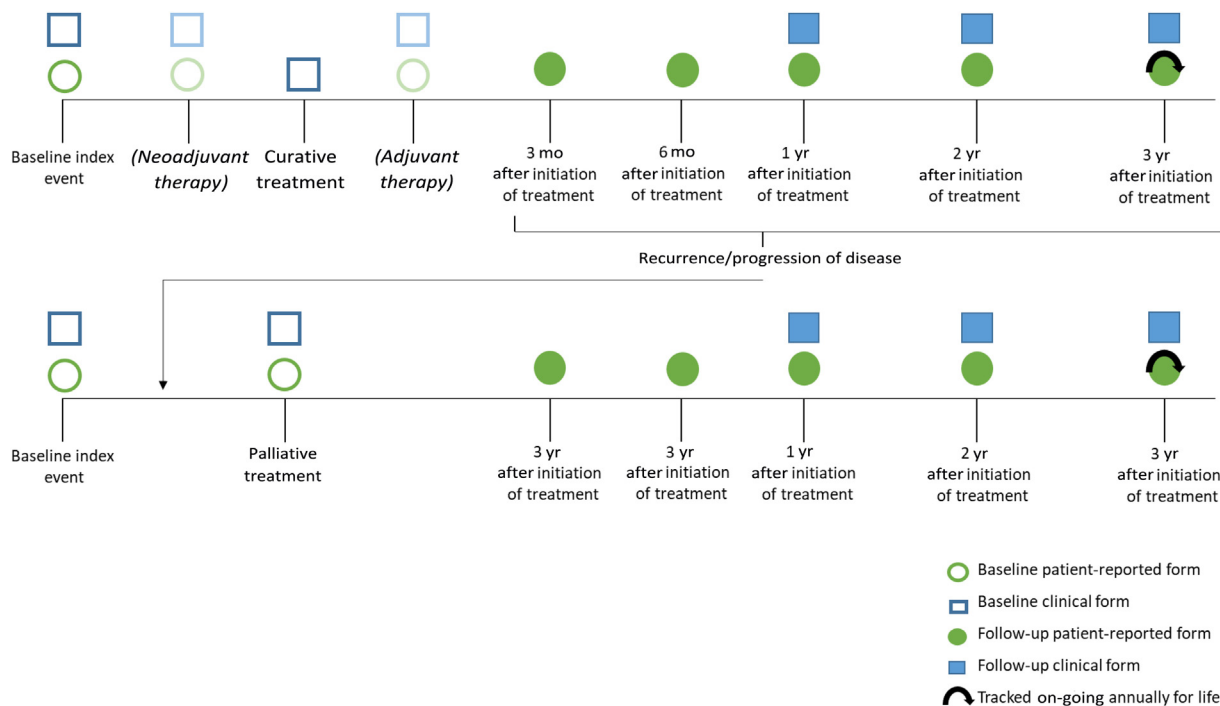 Baseline index
event
(Neoadjuvant
therapy)
Curative
treatment
(Adjuvant
therapy)
3 mo
after initiation
of treatment
6 mo
after initiation
of treatment
1 yr
after initiation
of treatment
2 yr
after initiation
of treatment
3 yr
after initiation
of treatment
Recurrence/progression of disease
Baseline index
event
Palliative
treatment
3 yr
after initiation
of treatment
3 yr
after initiation
of treatment
1 yr
after initiation
of treatment
2 yr
after initiation
of treatment
3 yr
after initiation
of treatment
Baseline patient-reported form
Baseline clinical form
Follow-up patient-reported form
Follow-up clinical form
Tracked on-going annually for life